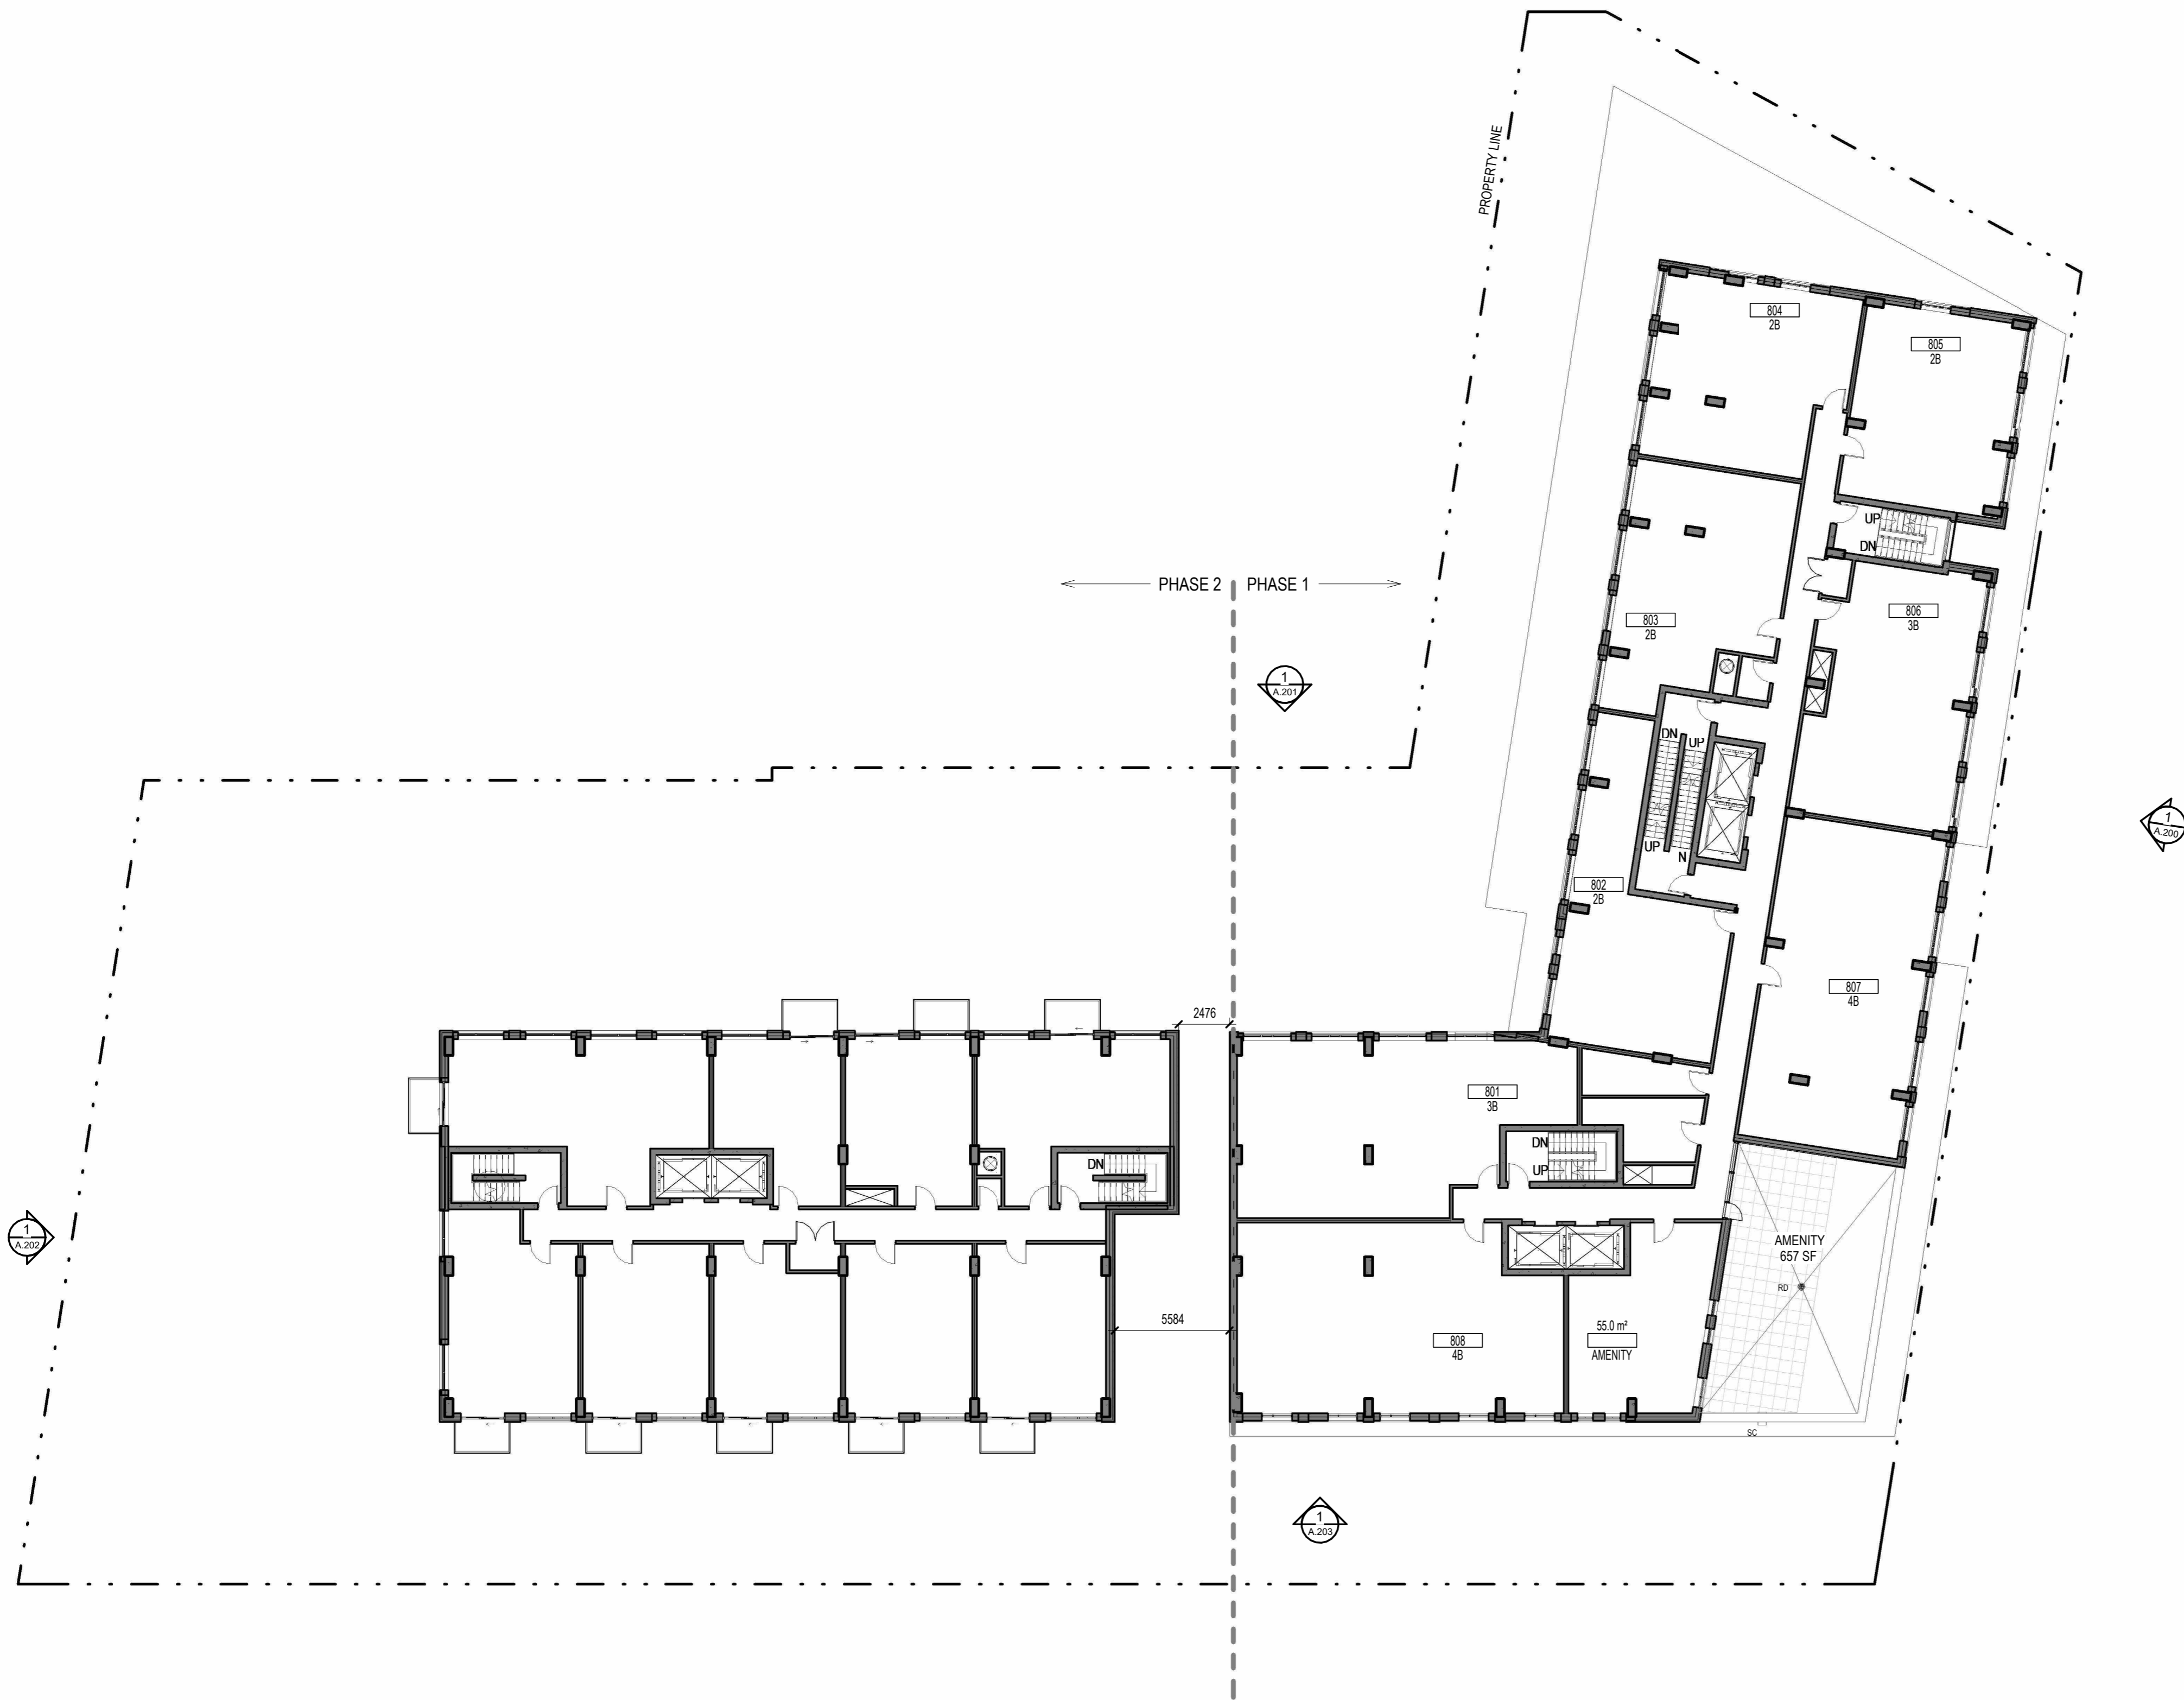 PROPERTY LINE
804
2B
805
2B
UP
DN
PHASE 2
PHASE 1
803
2B
806
3B
1
A.201
DN
UP
UP
N
1
A.200
802
2B
807
4B
2476
801
3B
DN
DN
UP
1
A.202
AMENITY
657 SF
RD
5584
55.0 m²
AMENITY
808
4B
SC
1
A.203